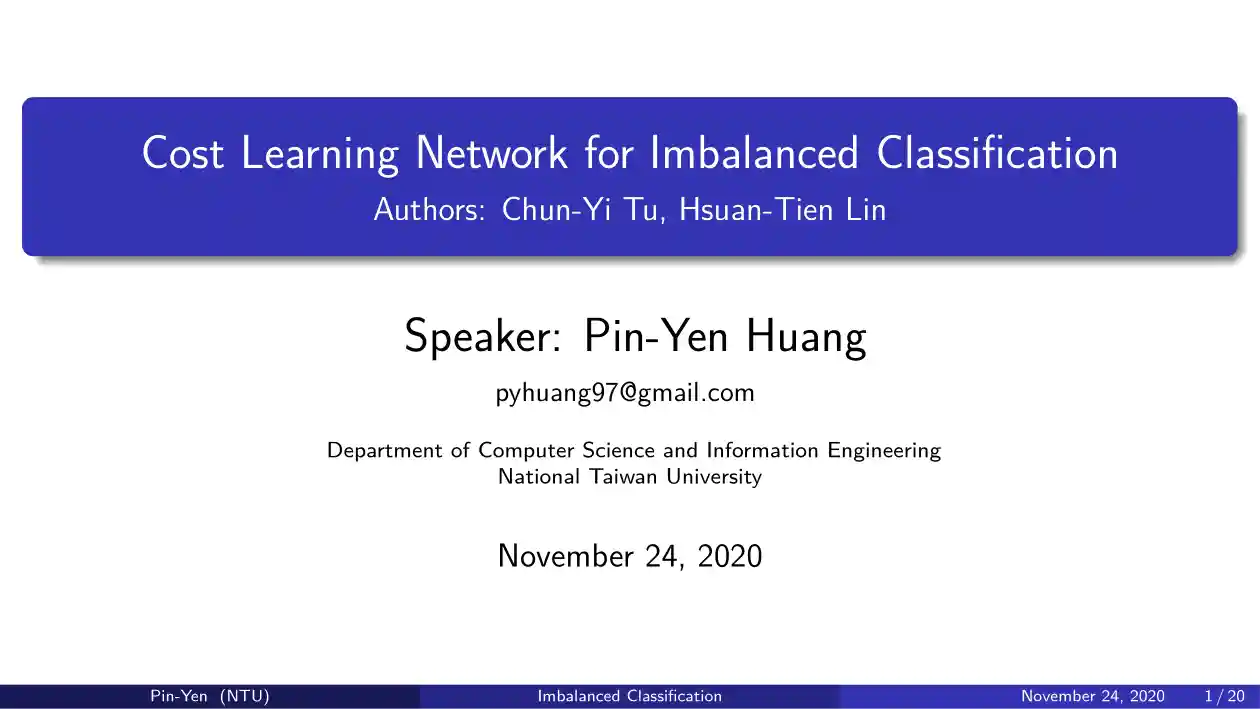 Cost Learning Network for Imbalanced Classification
Authors: Chun-Yi Tu, Hsuan-Tien Lin
Speaker: Pin-Yen Huang
pyhuang97@gmail.com
Department of Computer Science and Information Engineering
National Taiwan University
November 24, 2020
Pin-Yen (NTU) Imbalanced Classification November 24, 2020 1 / 20